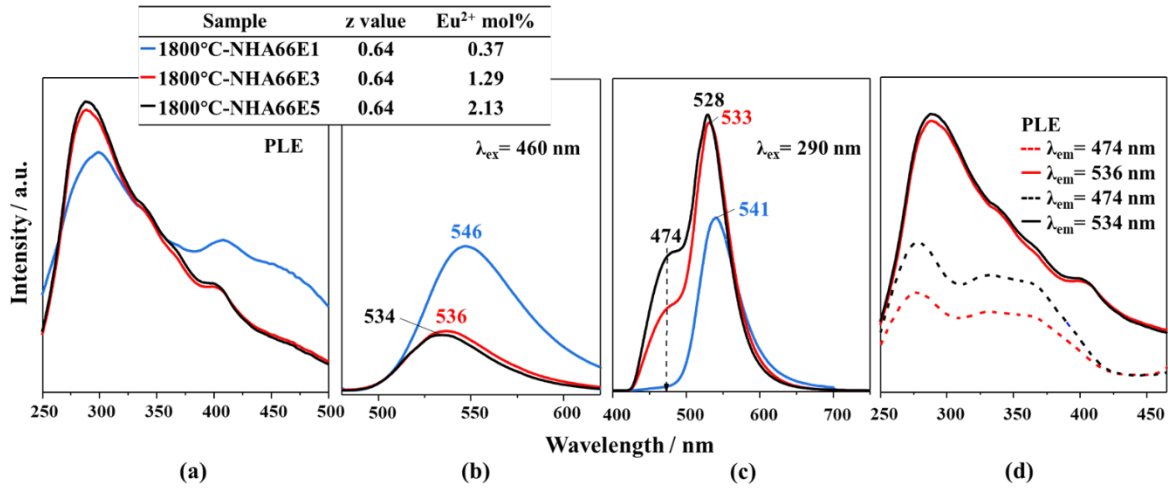 Sample z value Eu²⁺ mol%
1800°C-NHA66E1 0.64 0.37
1800°C-NHA66E3 0.64 1.29
1800°C-NHA66E5 0.64 2.13
Intensity / a.u.
PLE
250 300 350 400 450 500
(a)
λex= 460 nm
546
534 536
500 550 600
(b)
λex= 290 nm
528
533
541
474
400 500 600 700 800
(c)
PLE
λem= 474 nm
λem= 536 nm
λem= 474 nm
λem= 534 nm
250 300 350 400 450
(d)
Wavelength / nm